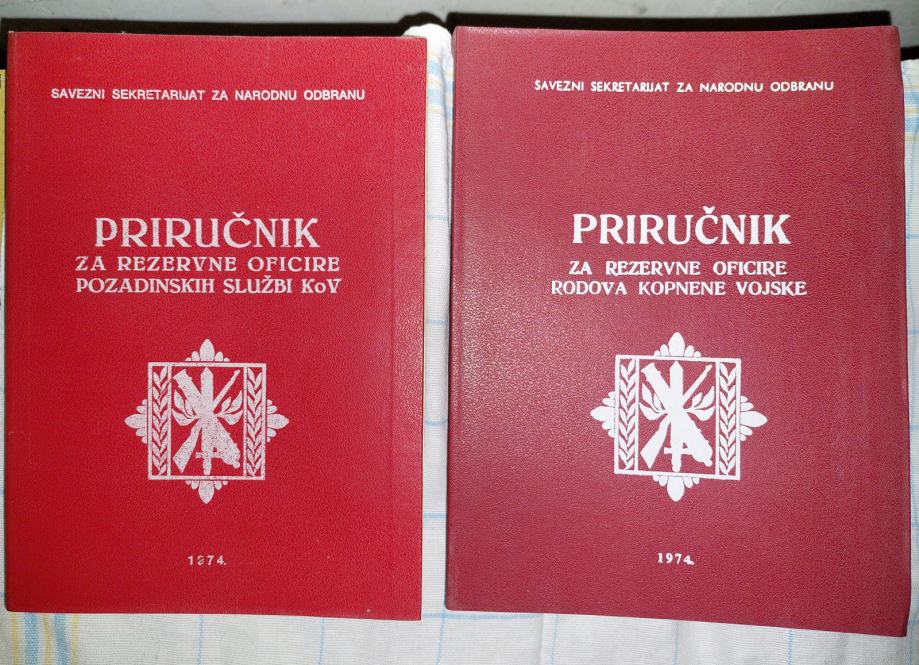 SAVEZNI SEKRETARIJAT ZA NARODNU ODBRANU
PRIRUČNIK
ZA REZERVNE OFICIRE
POZADINSKIH SLUŽBI KoV
1974.
SAVEZNI SEKRETARIJAT ZA NARODNU ODBRANU
PRIRUČNIK
ZA REZERVNE OFICIRE
RODOVA KOPNENE VOJSKE
1974.